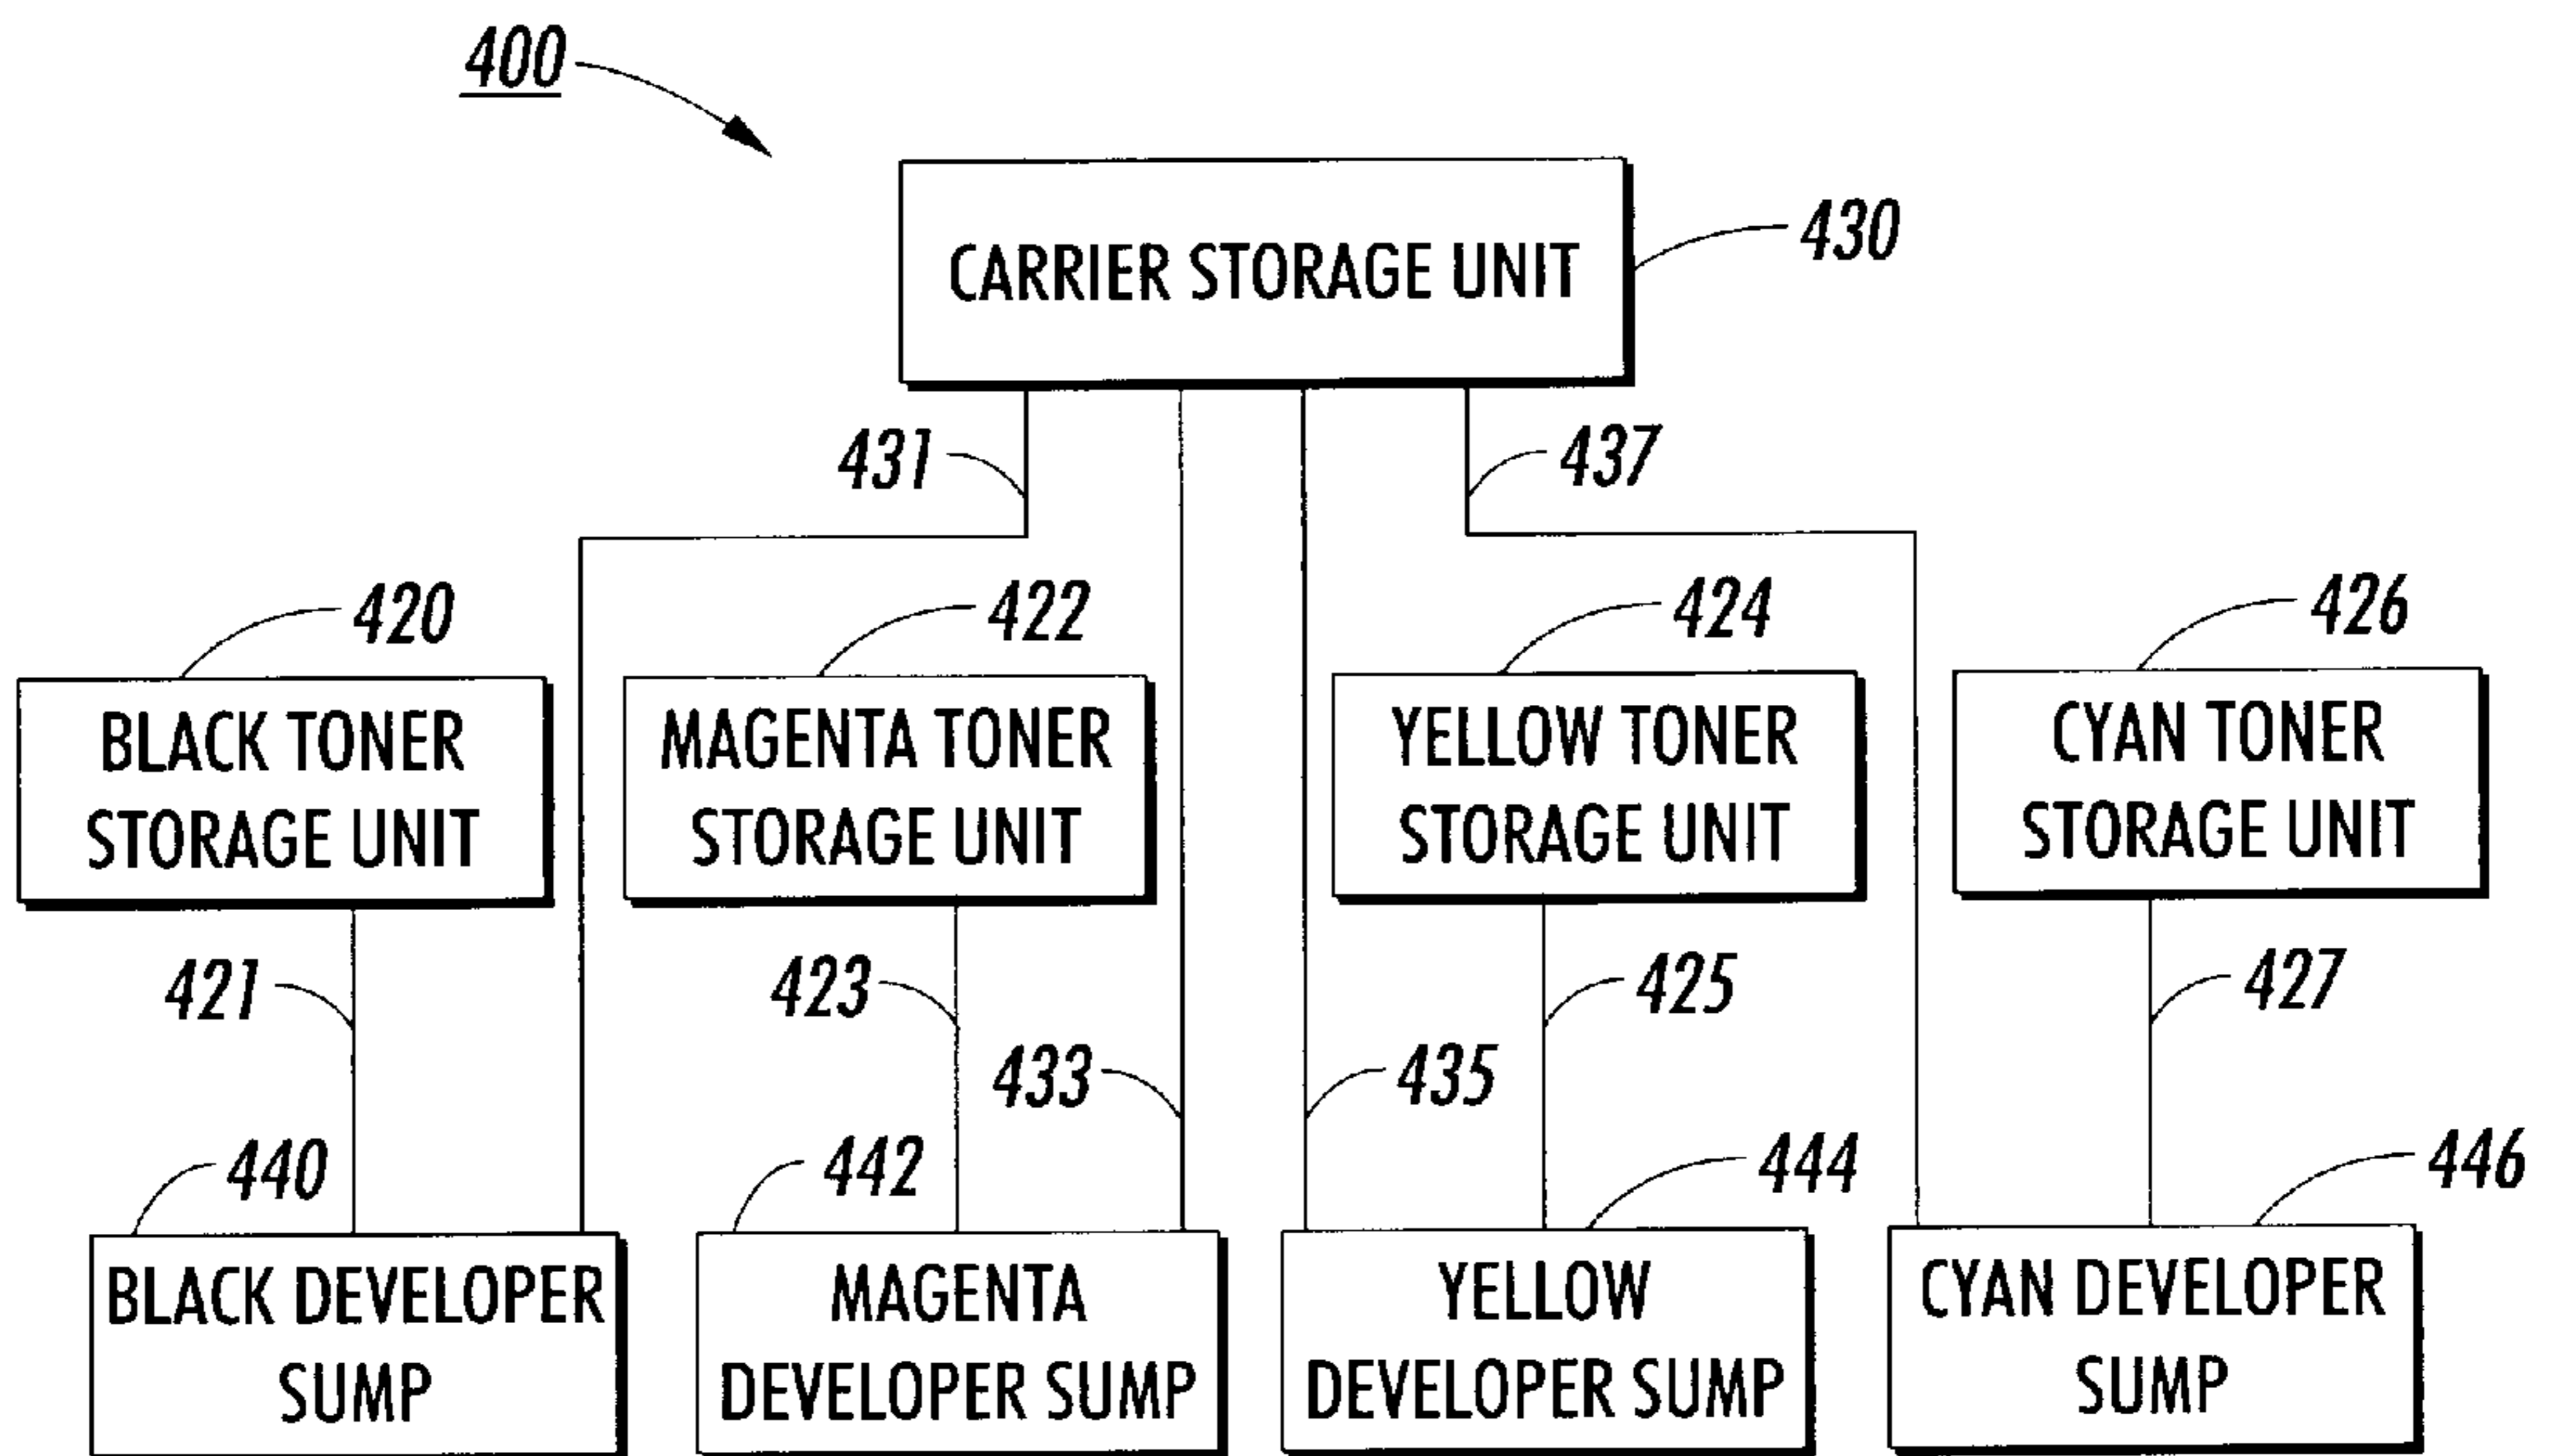 400
CARRIER STORAGE UNIT
430
431
437
420
422
424
426
BLACK TONER
STORAGE UNIT
MAGENTA TONER
STORAGE UNIT
YELLOW TONER
STORAGE UNIT
CYAN TONER
STORAGE UNIT
421
423
425
427
433
435
440
442
444
446
BLACK DEVELOPER
SUMP
MAGENTA
DEVELOPER SUMP
YELLOW
DEVELOPER SUMP
CYAN DEVELOPER
SUMP